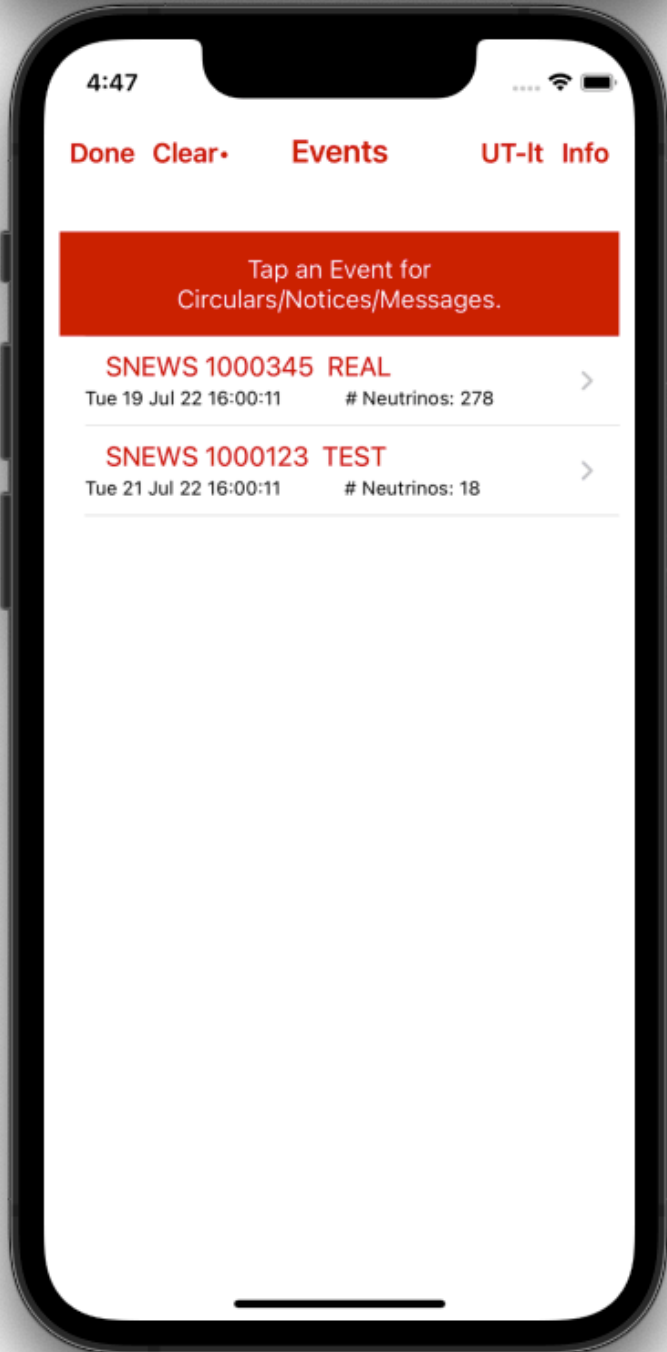 4:47
Done Clear• Events UT-lt Info
Tap an Event for
Circulars/Notices/Messages.
SNEWS 1000345 REAL
Tue 19 Jul 22 16:00:11 # Neutrinos: 278
SNEWS 1000123 TEST
Tue 21 Jul 22 16:00:11 # Neutrinos: 18